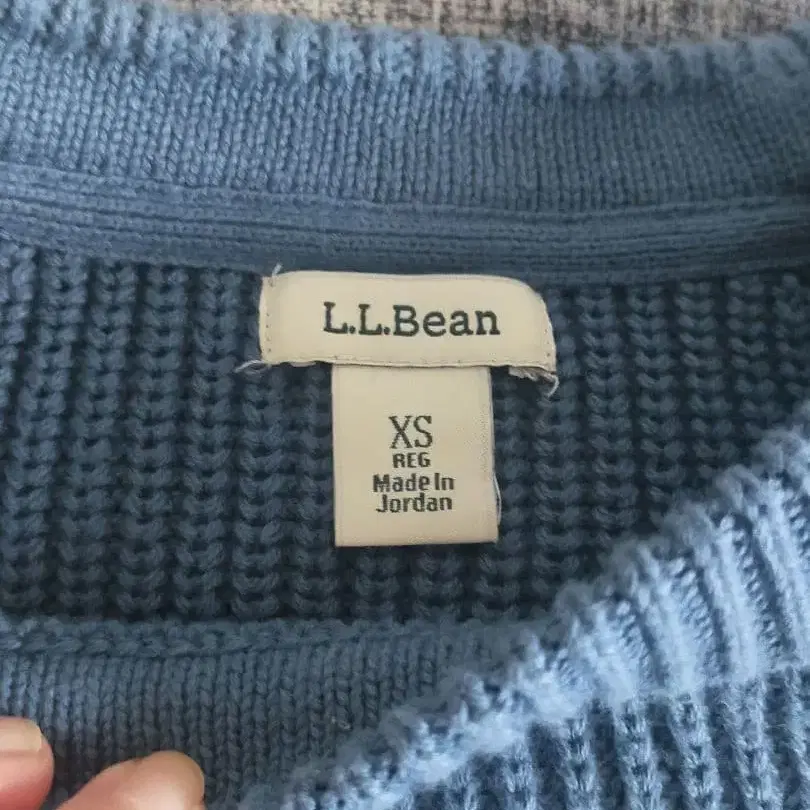 L.L.Bean
XS
REG
Made In
Jordan